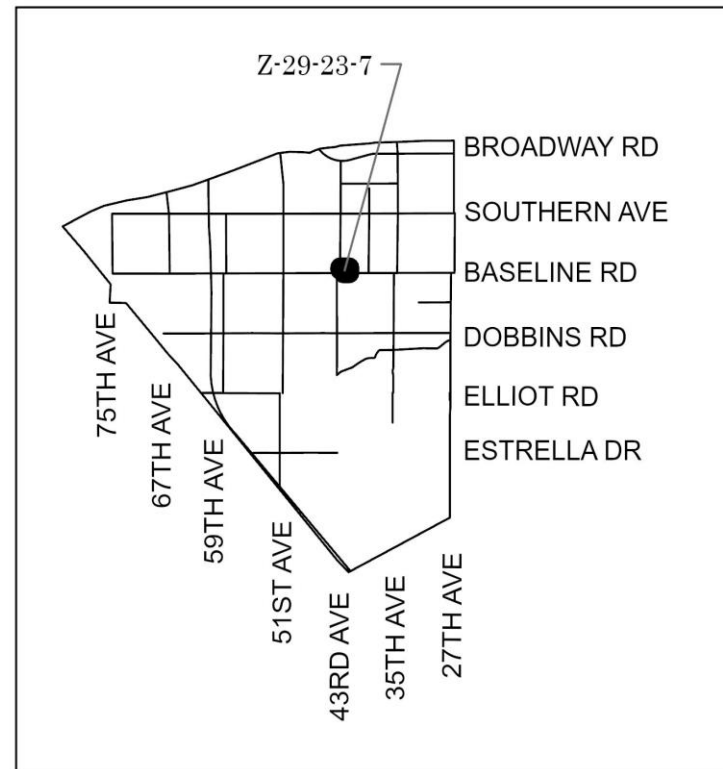 Z-29-23-7
BROADWAY RD
SOUTHERN AVE
BASELINE RD
DOBBINS RD
ELLIOT RD
ESTRELLA DR
75TH AVE
67TH AVE
59TH AVE
51ST AVE
43RD AVE
35TH AVE
27TH AVE